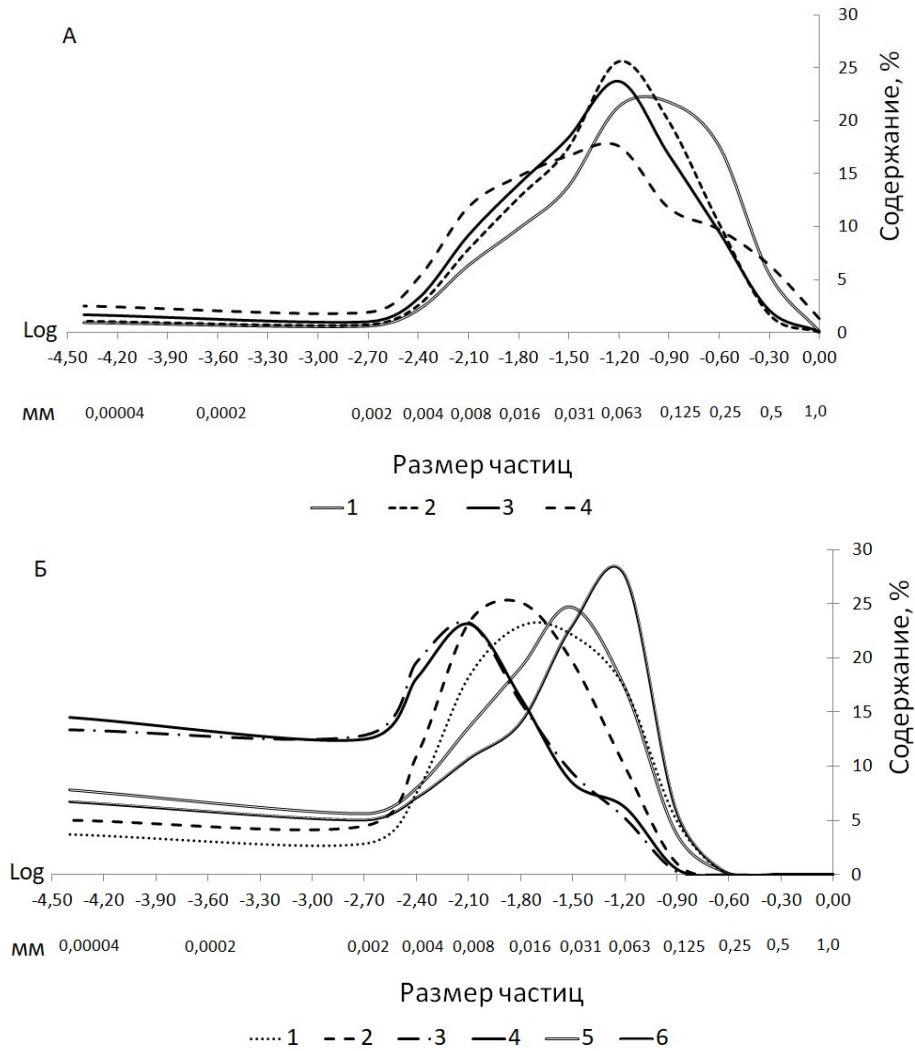 А
30
25
20
15
10
5
0
Содержание, %
Log
-4,50 -4,20 -3,90 -3,60 -3,30 -3,00 -2,70 -2,40 -2,10 -1,80 -1,50 -1,20 -0,90 -0,60 -0,30 0,00
мм 0,00004 0,0002 0,002 0,004 0,008 0,016 0,031 0,063 0,125 0,25 0,5 1,0
Размер частиц
1 2 3 4
Б
30
25
20
15
10
5
0
Содержание, %
Log
-4,50 -4,20 -3,90 -3,60 -3,30 -3,00 -2,70 -2,40 -2,10 -1,80 -1,50 -1,20 -0,90 -0,60 -0,30 0,00
мм 0,00004 0,0002 0,002 0,004 0,008 0,016 0,031 0,063 0,125 0,25 0,5 1,0
Размер частиц
1 2 3 4 5 6